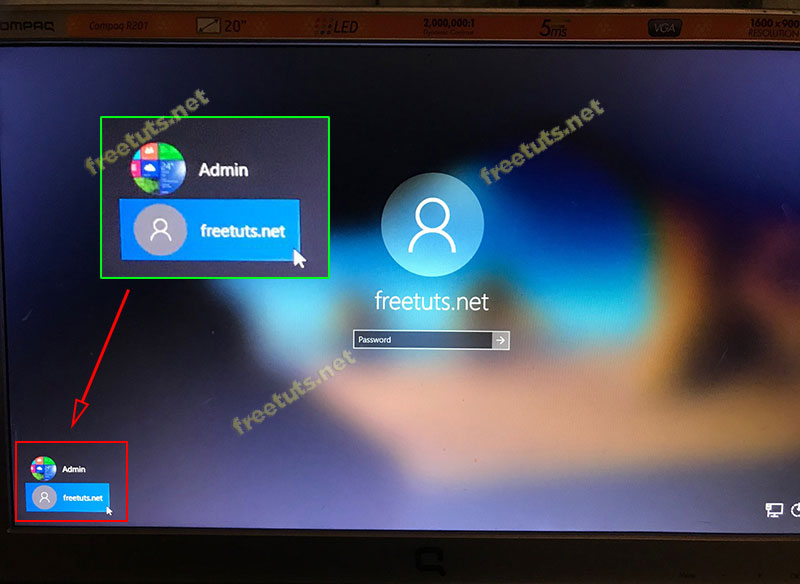 COMPAQ Compaq R201 20" LED 2,000,000:1 5ms VGA 1600 x 900
Dynamic Contrast RESOLUTION
freetuts.net
freetuts.net
Admin
freetuts.net
freetuts.net
Password
freetuts.net
Admin
freetuts.net